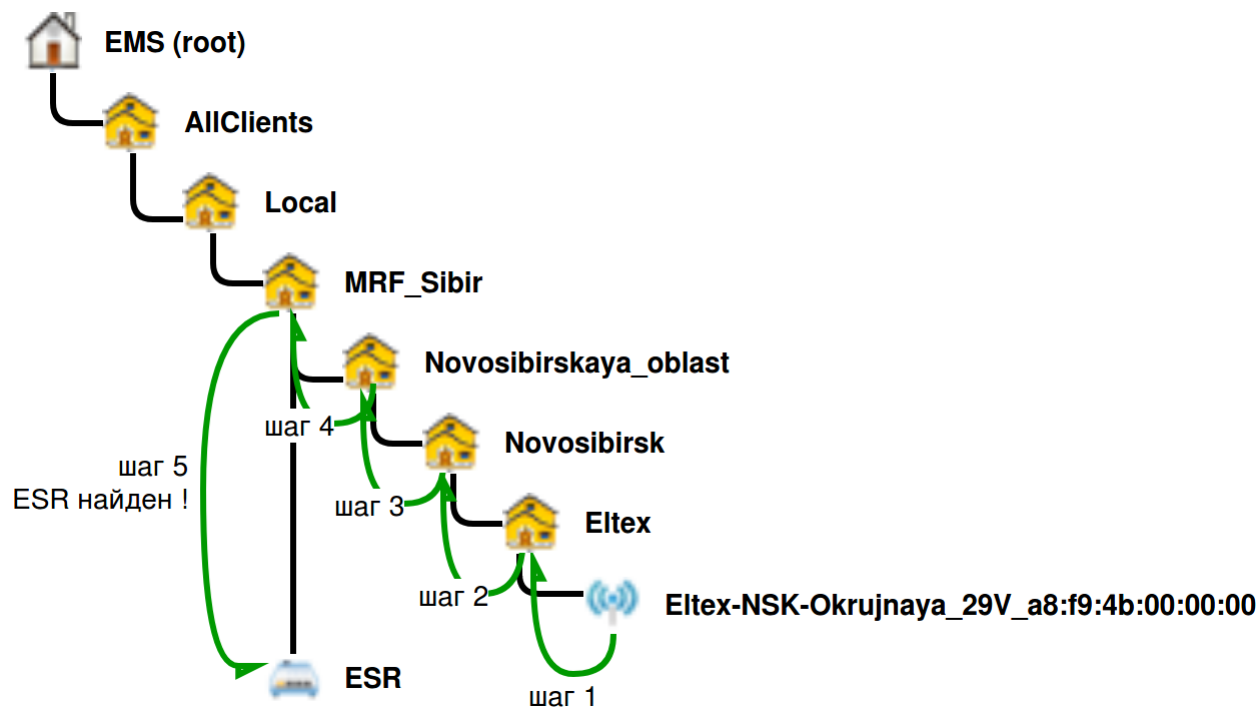 EMS (root)
AllClients
Local
MRF_Sibir
Novosibirskaya_oblast
шаг 4
Novosibirsk
шаг 5
ESR найден !
шаг 3
Eltex
шаг 2
Eltex-NSK-Okrujnaya_29V_a8:f9:4b:00:00:00
ESR
шаг 1